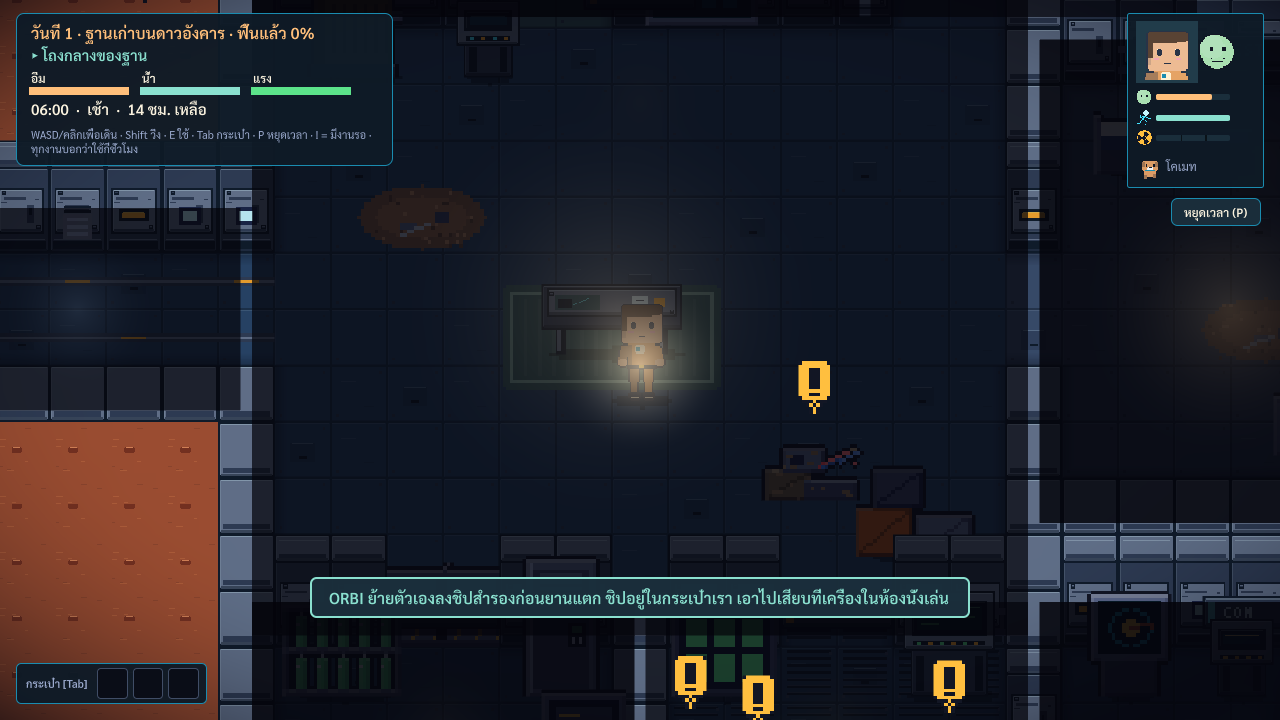 วันที่ 1 · ฐานเก่าบนดาวอังคาร · ฟื้นแล้ว 0%
‣ โถงกลางของฐาน
อิ่ม น้ำ แรง
06:00 · เช้า · 14 ชม. เหลือ
WASD/คลิกเพื่อเดิน · Shift วิ่ง · E ใช้ · Tab กระเป๋า · P หยุดเวลา · ! = มีงานรอ ·
ทุกงานบอกว่าใช้กี่ชั่วโมง
โคเมท
หยุดเวลา (P)
ORBI ย้ายตัวเองลงชิปสำรองก่อนยานแตก ชิปอยู่ในกระเป๋าเรา เอาไปเสียบที่เครื่องในห้องนั่งเล่น
COM
กระเป๋า [Tab]